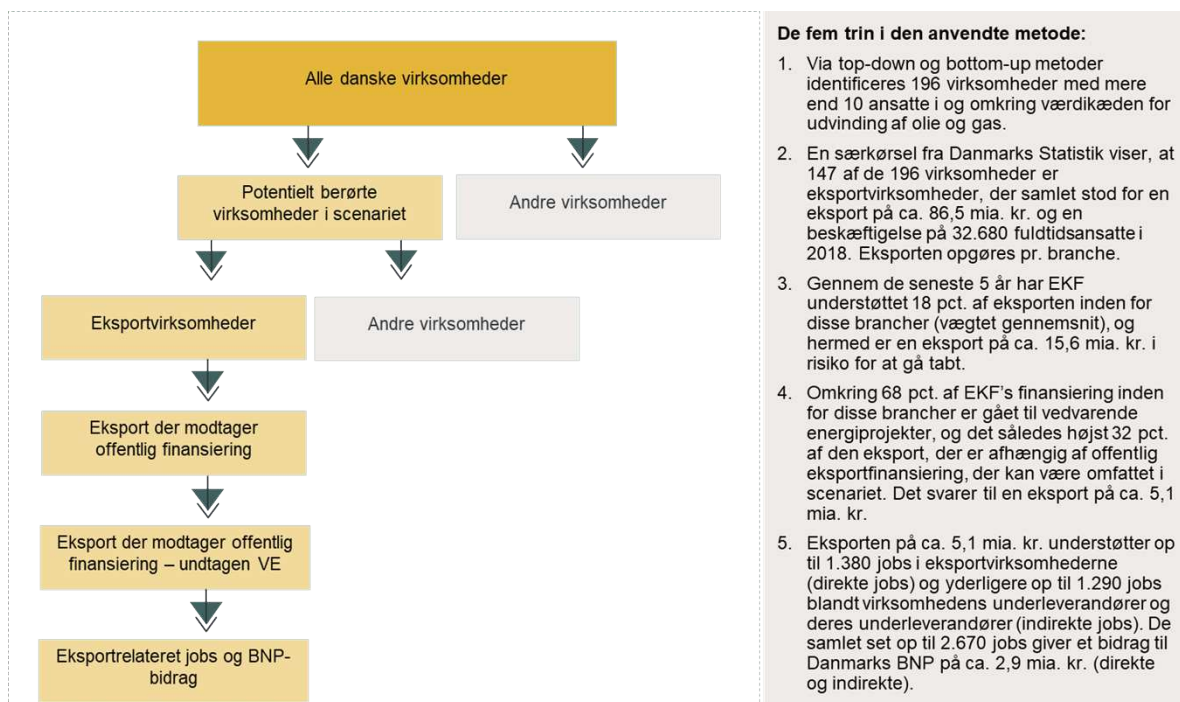 Alle danske virksomheder
Potentielt berørte
virksomheder i scenariet
Andre virksomheder
Eksportvirksomheder
Andre virksomheder
Eksport der modtager
offentlig finansiering
Eksport der modtager offentlig
finansiering – undtagen VE
Eksportrelateret jobs og BNP-
bidrag
De fem trin i den anvendte metode:
1. Via top-down og bottom-up metoder
identificeres 196 virksomheder med mere
end 10 ansatte i og omkring værdikæden for
udvinding af olie og gas.
2. En særkørsel fra Danmarks Statistik viser, at
147 af de 196 virksomheder er
eksportvirksomheder, der samlet stod for en
eksport på ca. 86,5 mia. kr. og en
beskæftigelse på 32.680 fuldtidsansatte i
2018. Eksporten opgøres pr. branche.
3. Gennem de seneste 5 år har EKF
understøttet 18 pct. af eksporten inden for
disse brancher (vægtet gennemsnit), og
hermed er en eksport på ca. 15,6 mia. kr. i
risiko for at gå tabt.
4. Omkring 68 pct. af EKF’s finansiering inden
for disse brancher er gået til vedvarende
energiprojekter, og det således højst 32 pct.
af den eksport, der er afhængig af offentlig
eksportfinansiering, der kan være omfattet i
scenariet. Det svarer til en eksport på ca. 5,1
mia. kr.
5. Eksporten på ca. 5,1 mia. kr. understøtter op
til 1.380 jobs i eksportvirksomhederne
(direkte jobs) og yderligere op til 1.290 jobs
blandt virksomhedens underleverandører og
deres underleverandører (indirekte jobs). De
samlet set op til 2.670 jobs giver et bidrag til
Danmarks BNP på ca. 2,9 mia. kr. (direkte
og indirekte).